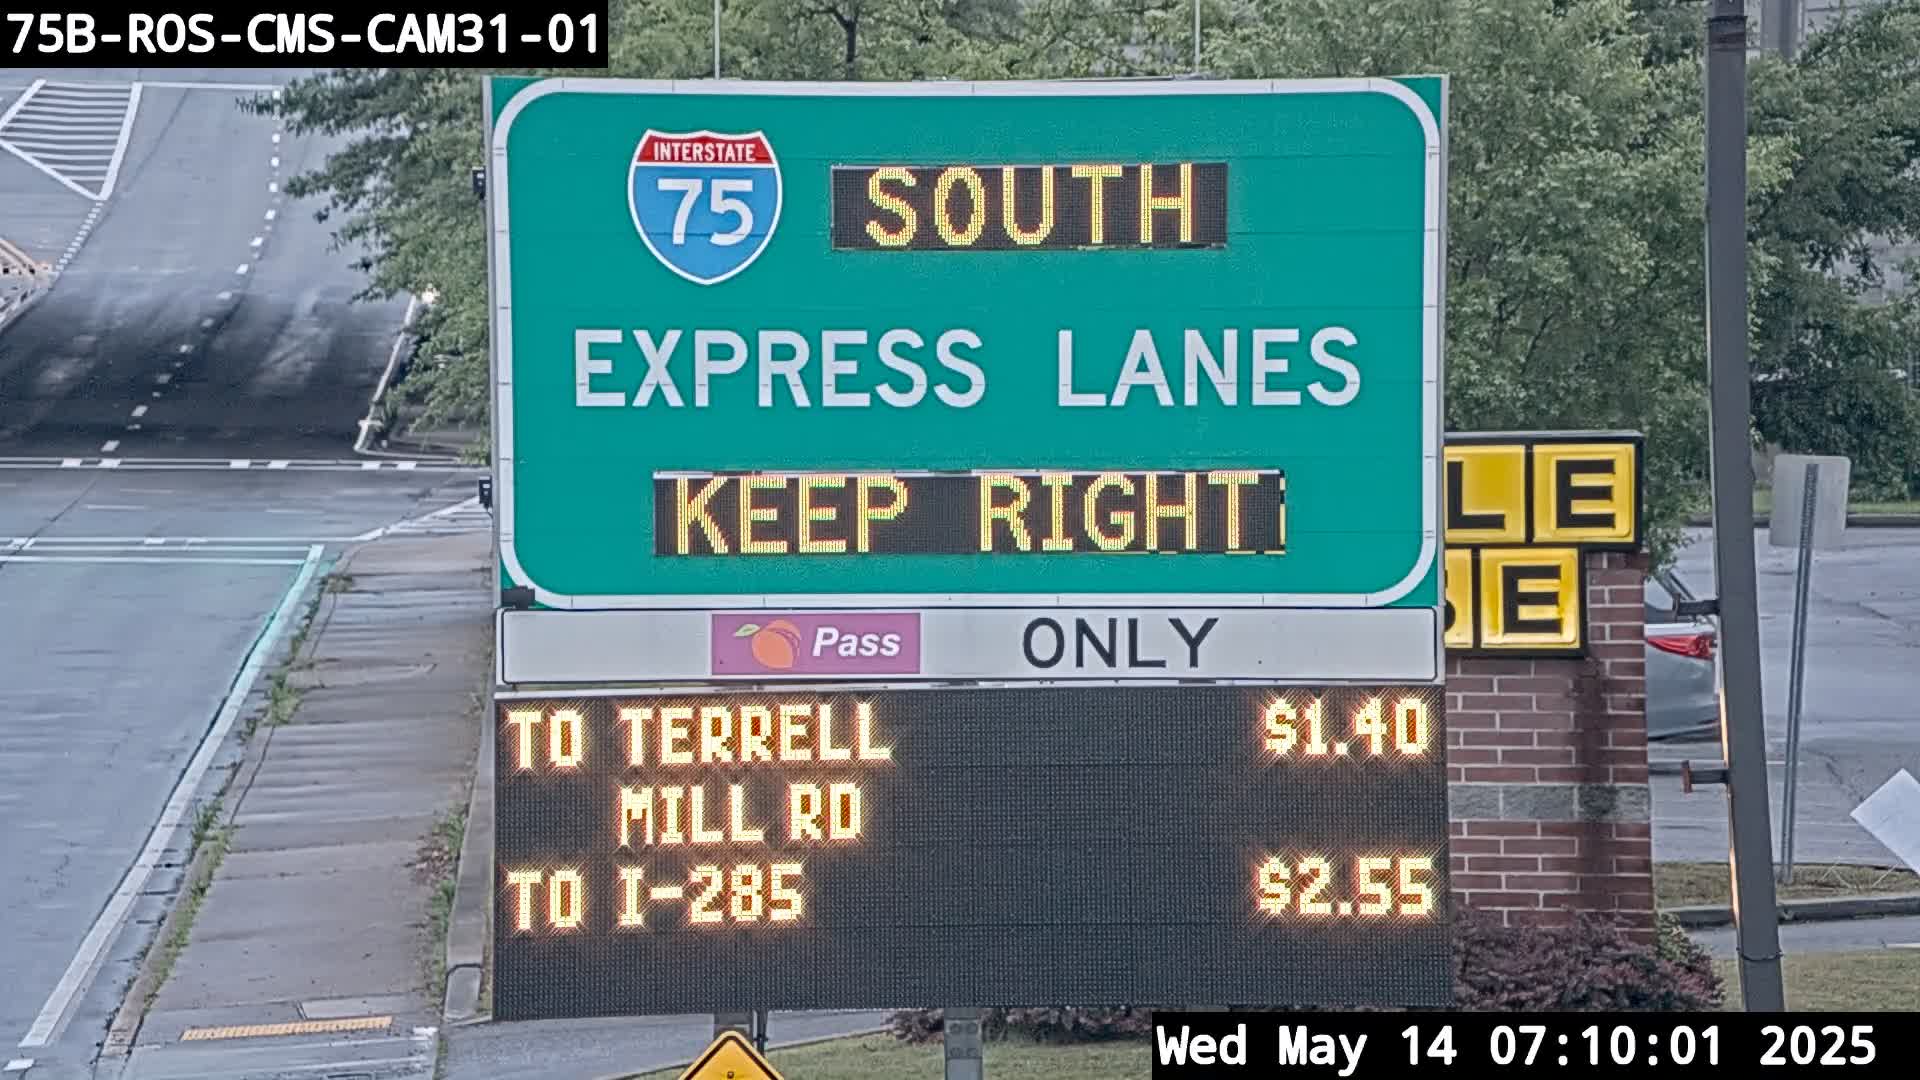 75B-ROS-CMS-CAM31-01
INTERSTATE
75
SOUTH
EXPRESS LANES
KEEP RIGHT
Pass ONLY
TO TERRELL $1.40
MILL RD
TO I-285 $2.55
LE
E
Wed May 14 07:10:01 2025